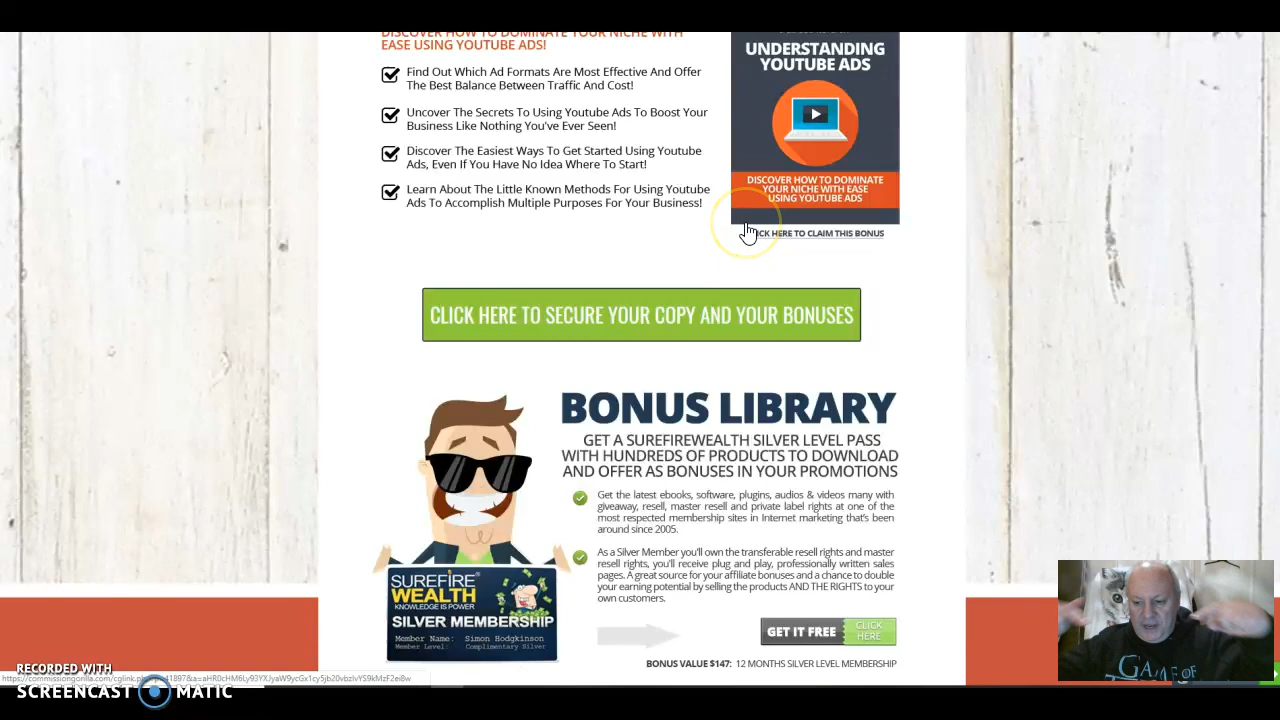 DISCOVER HOW TO DOMINATE YOUR NICHE WITH
EASE USING YOUTUBE ADS!
Find Out Which Ad Formats Are Most Effective And Offer
The Best Balance Between Traffic And Cost!
Uncover The Secrets To Using Youtube Ads To Boost Your
Business Like Nothing You've Ever Seen!
Discover The Easiest Ways To Get Started Using Youtube
Ads, Even If You Have No Idea Where To Start!
Learn About The Little Known Methods For Using Youtube
Ads To Accomplish Multiple Purposes For Your Business!
UNDERSTANDING
YOUTUBE ADS
DISCOVER HOW TO DOMINATE
YOUR NICHE WITH EASE
USING YOUTUBE ADS
CK HERE TO CLAIM THIS BONUS
CLICK HERE TO SECURE YOUR COPY AND YOUR BONUSES
BONUS LIBRARY
GET A SUREFIREWEALTH SILVER LEVEL PASS
WITH HUNDREDS OF PRODUCTS TO DOWNLOAD
AND OFFER AS BONUSES IN YOUR PROMOTIONS
Get the latest ebooks, software, plugins, audios & videos many with
giveaway, resell, master resell and private label rights at one of the
most respected membership sites in Internet marketing that's been
around since 2005.
As a Silver Member you'll own the transferable resell rights and master
resell rights, you'll receive plug and play, professionally written sales
pages. A great source for your affiliate bonuses and a chance to double
your earning potential by selling the products AND THE RIGHTS to your
own customers.
SUREFIRE
WEALTH
KNOWLEDGE IS POWER
SILVER MEMBERSHIP
Member Name: Simon Hodgkinson
Member Level: Complimentary Silver
GET IT FREE
CLICK
HERE
BONUS VALUE $147: 12 MONTHS SILVER LEVEL MEMBERSHIP
GAME OF
RECORDED WITH
SCREENCAST MATIC